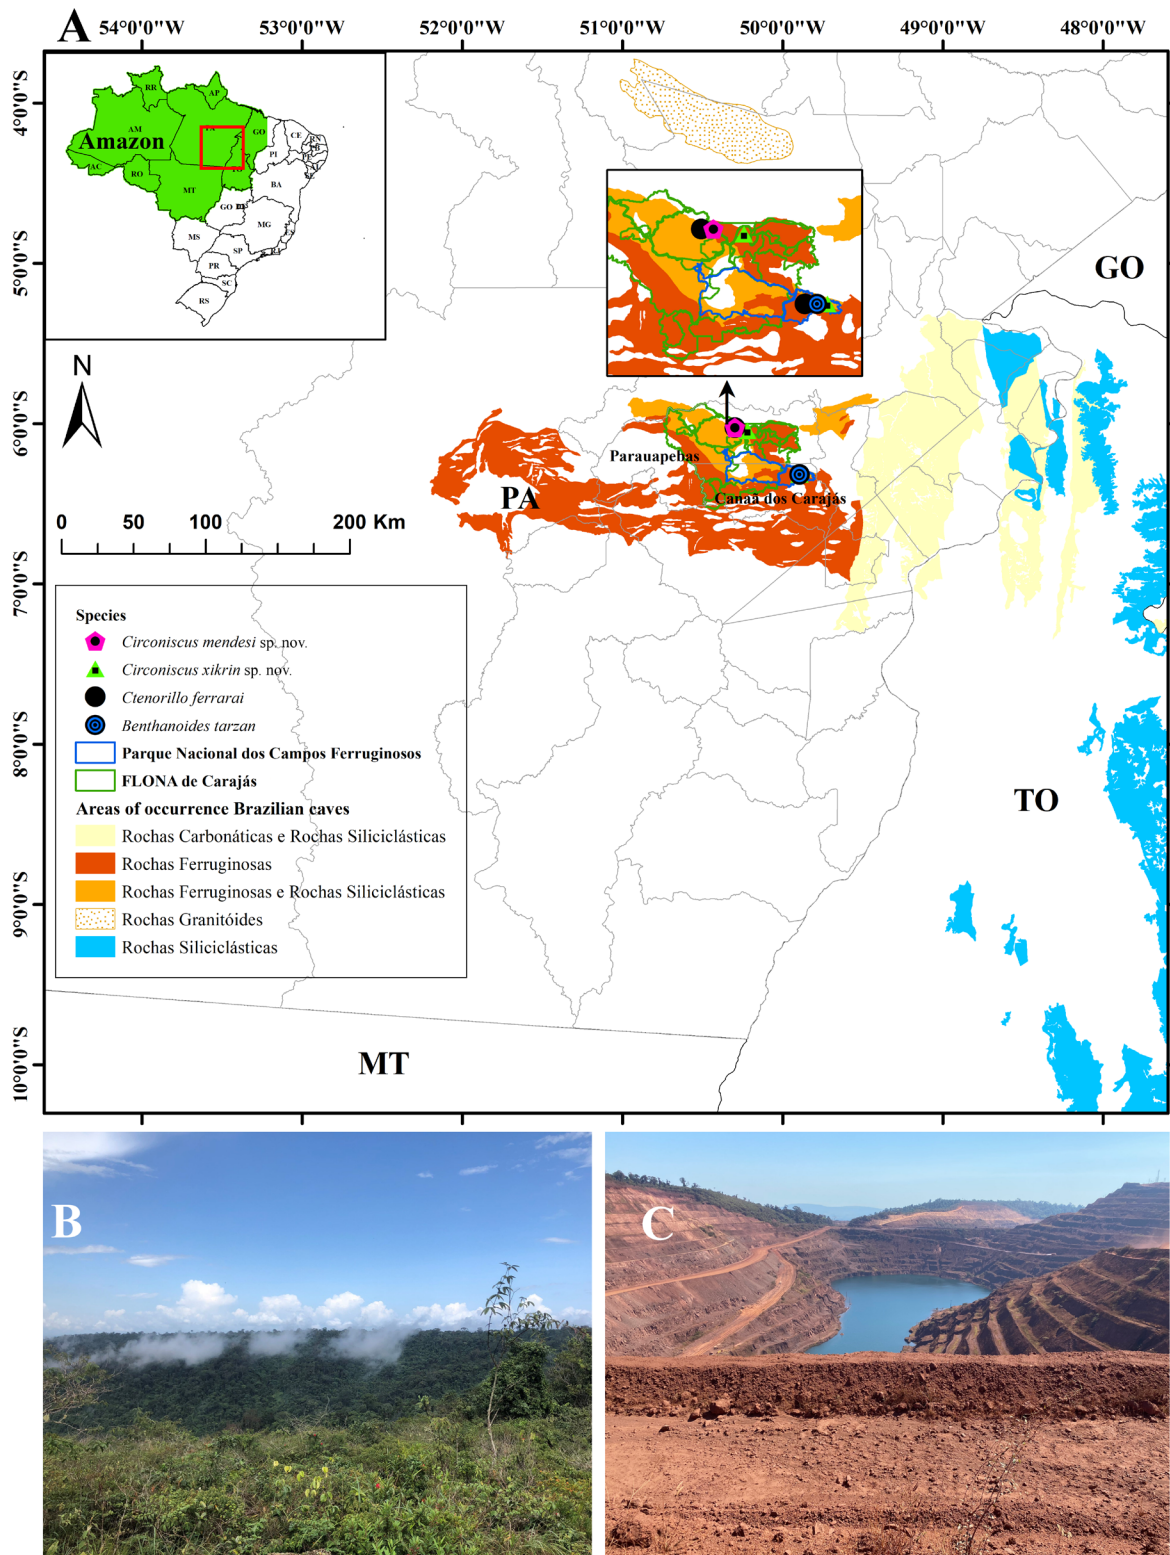 A
54°0'0"W 53°0'0"W 52°0'0"W 51°0'0"W 50°0'0"W 49°0'0"W 48°0'0"W
4°0'0"S
5°0'0"S
6°0'0"S
7°0'0"S
8°0'0"S
9°0'0"S
10°0'0"S
RR
AP
AM
Amazon
GO
CE
RN
PI
AC
RO
MT
BA
GO
MG
MS
ES
SP
PR
SC
RS
GO
N
Parauapebas
PA
Canaã dos Carajás
0 50 100 200 Km
Species
Circoniscus mendesi sp. nov.
Circoniscus xikrin sp. nov.
Ctenorillo ferrarai
Benthanoides tarzan
Parque Nacional dos Campos Ferruginosos
FLONA de Carajás
Areas of occurrence Brazilian caves
Rochas Carbonáticas e Rochas Siliciclásticas
Rochas Ferruginosas
Rochas Ferruginosas e Rochas Siliciclásticas
Rochas Granitóides
Rochas Siliciclásticas
TO
MT
B
C